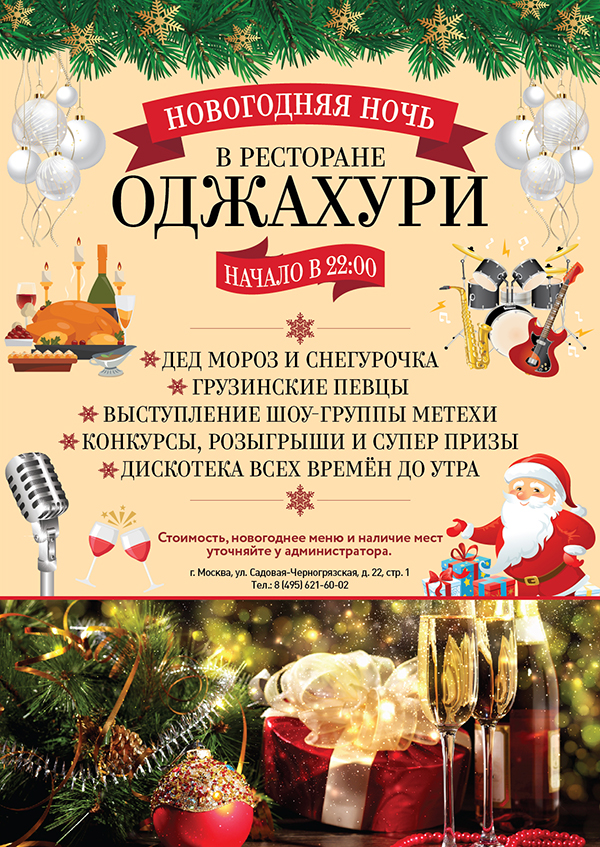 НОВОГОДНЯЯ НОЧЬ
В РЕСТОРАНЕ
ОДЖАХУРИ
НАЧАЛО В 22:00
ДЕД МОРОЗ И СНЕГУРОЧКА
ГРУЗИНСКИЕ ПЕВЦЫ
ВЫСТУПЛЕНИЕ ШОУ-ГРУППЫ МЕТЕХИ
КОНКУРСЫ, РОЗЫГРЫШИ И СУПЕР ПРИЗЫ
ДИСКОТЕКА ВСЕХ ВРЕМЁН ДО УТРА
Стоимость, новогоднее меню и наличие мест
уточняйте у администратора.
г. Москва, ул. Садовая-Черногрязская, д. 22, стр. 1
Тел.: 8 (495) 621-60-02